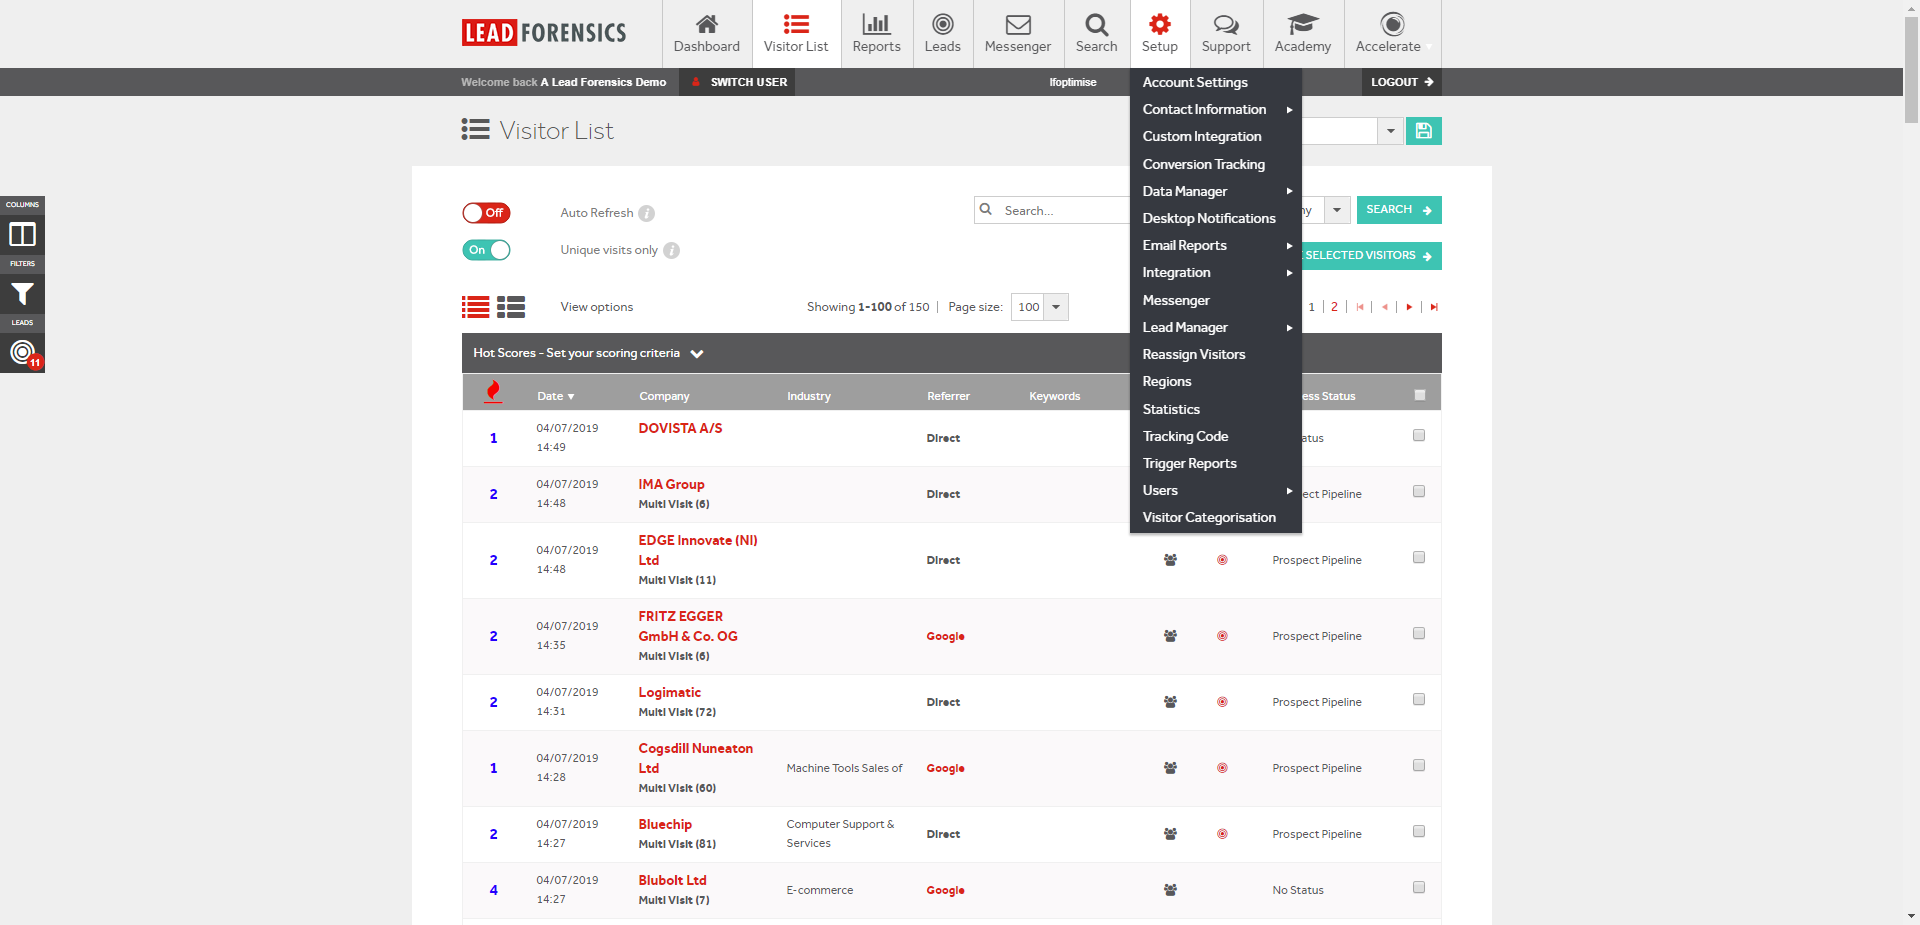 LEAD FORENSICS
Dashboard
Visitor List
Reports
Leads
Messenger
Search
Setup
Support
Academy
Accelerate
Welcome back A Lead Forensics Demo
SWITCH USER
lfoptimise
LOGOUT
Visitor List
Account Settings
Contact Information
Custom Integration
Conversion Tracking
Data Manager
Desktop Notifications
Email Reports
Integration
Messenger
Lead Manager
Reassign Visitors
Regions
Statistics
Tracking Code
Trigger Reports
Users
Visitor Categorisation
COLUMNS
FILTERS
LEADS
11
Off
Auto Refresh
On
Unique visits only
Search...
SEARCH
SELECTED VISITORS
View options
Showing 1-100 of 150 | Page size: 100
1 | 2
Hot Scores - Set your scoring criteria
Date Company Industry Referrer Keywords ess Status
1 04/07/2019 DOVISTA A/S Direct atus
14:49
2 04/07/2019 IMA Group Direct ect Pipeline
14:48 Multi Visit (6)
2 04/07/2019 EDGE Innovate (NI) Direct Prospect Pipeline
14:48 Ltd
Multi Visit (11)
2 04/07/2019 FRITZ EGGER Google Prospect Pipeline
14:35 GmbH & Co. OG
Multi Visit (6)
2 04/07/2019 Logimatic Direct Prospect Pipeline
14:31 Multi Visit (72)
1 04/07/2019 Cogsdill Nuneaton Machine Tools Sales of Google Prospect Pipeline
14:28 Ltd
Multi Visit (60)
2 04/07/2019 Bluechip Computer Support & Direct Prospect Pipeline
14:27 Multi Visit (81) Services
4 04/07/2019 Blubolt Ltd E-commerce Google No Status
14:27 Multi Visit (7)